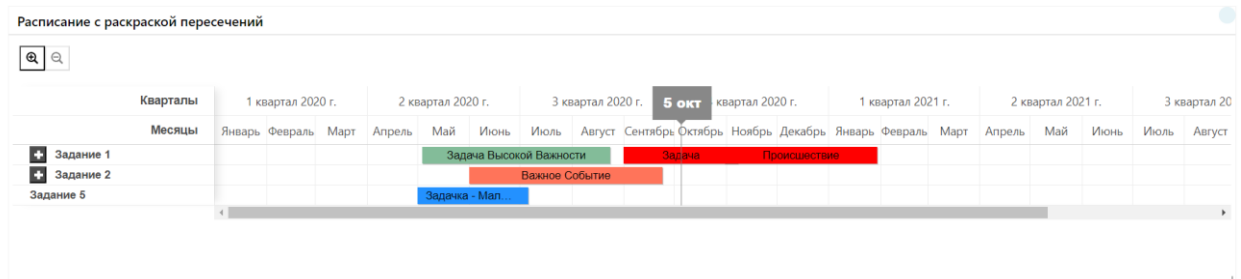 Расписание с раскраской пересечений
Кварталы 1 квартал 2020 г. 2 квартал 2020 г. 3 квартал 2020 г. 5 окт квартал 2020 г. 1 квартал 2021 г. 2 квартал 2021 г. 3 квартал 20
Месяцы Январь Февраль Март Апрель Май Июнь Июль Август Сентябрь Октябрь Ноябрь Декабрь Январь Февраль Март Апрель Май Июнь Июль Август
Задание 1 Задача Высокой Важности Задача Происшествие
Задание 2 Важное Событие
Задание 5 Задачка - Мал...